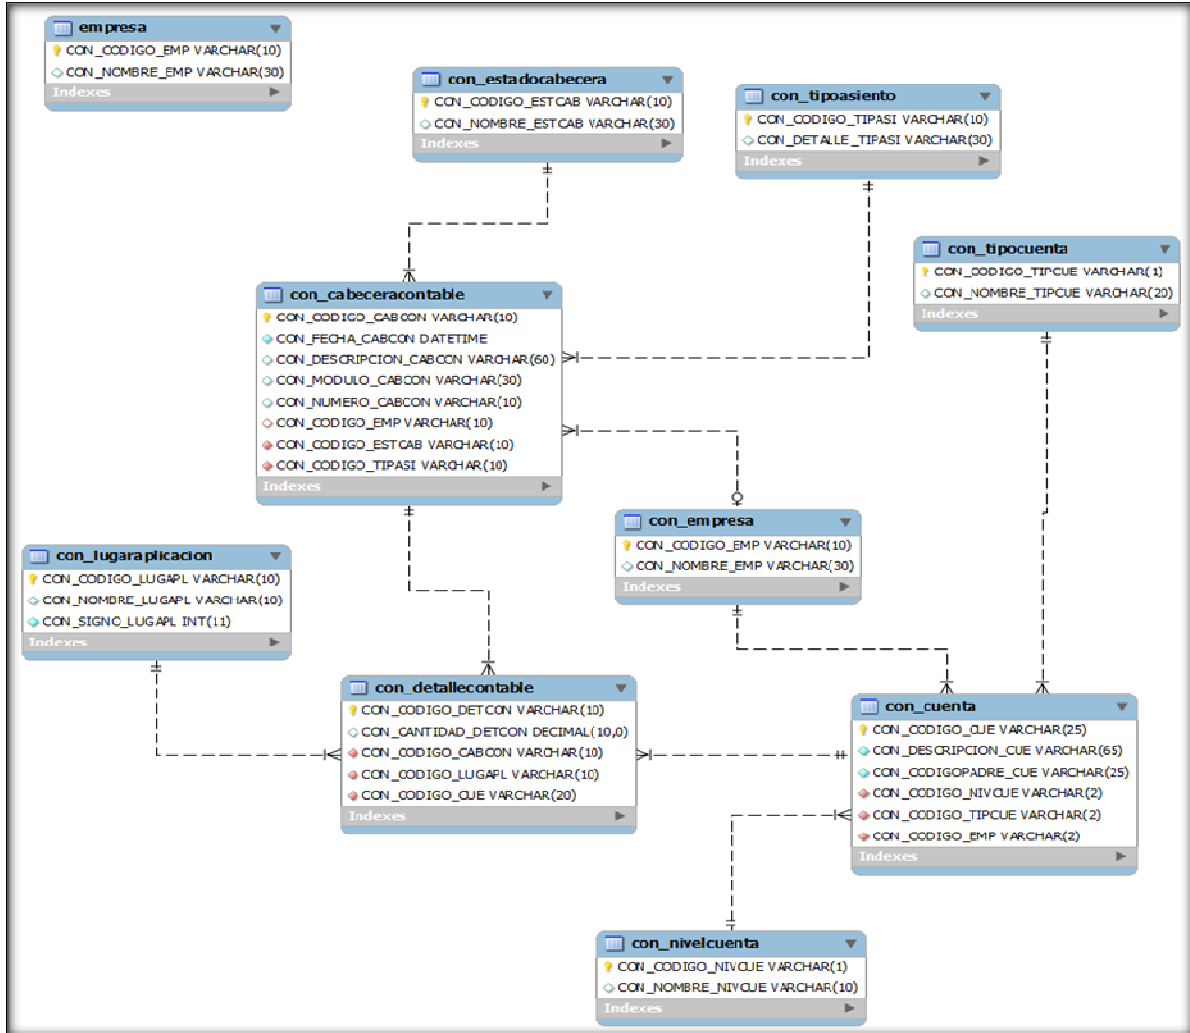 empresa
CON_CODIGO_EMP VARCHAR(10)
CON_NOMBRE_EMP VARCHAR(30)
Indexes
con_estadocabecera
CON_CODIGO_ESTCAB VARCHAR(10)
CON_NOMBRE_ESTCAB VARCHAR(30)
Indexes
con_tipoasiento
CON_CODIGO_TIPASI VARCHAR(10)
CON_DETALLE_TIPASI VARCHAR(30)
Indexes
con_tipocuenta
CON_CODIGO_TIPCUE VARCHAR(1)
CON_NOMBRE_TIPCUE VARCHAR(20)
Indexes
con_cabeceracontable
CON_CODIGO_CABCON VARCHAR(10)
CON_FECHA_CABCON DATETIME
CON_DESCRIPCION_CABCON VARCHAR(60)
CON_MODULO_CABCON VARCHAR(30)
CON_NUMERO_CABCON VARCHAR(10)
CON_CODIGO_EMP VARCHAR(10)
CON_CODIGO_ESTCAB VARCHAR(10)
CON_CODIGO_TIPASI VARCHAR(10)
Indexes
con_empresa
CON_CODIGO_EMP VARCHAR(10)
CON_NOMBRE_EMP VARCHAR(30)
Indexes
con_lugaraplicacion
CON_CODIGO_LUGAPL VARCHAR(10)
CON_NOMBRE_LUGAPL VARCHAR(10)
CON_SIGNO_LUGAPL INT(11)
Indexes
con_detallecontable
CON_CODIGO_DETCON VARCHAR(10)
CON_CANTIDAD_DETCON DECIMAL(10,0)
CON_CODIGO_CABCON VARCHAR(10)
CON_CODIGO_LUGAPL VARCHAR(10)
CON_CODIGO_CUE VARCHAR(20)
Indexes
con_cuenta
CON_CODIGO_CUE VARCHAR(25)
CON_DESCRIPCION_CUE VARCHAR(65)
CON_CODIGOPADRE_CUE VARCHAR(25)
CON_CODIGO_NIVCUE VARCHAR(2)
CON_CODIGO_TIPCUE VARCHAR(2)
CON_CODIGO_EMP VARCHAR(2)
Indexes
con_nivelcuenta
CON_CODIGO_NIVCUE VARCHAR(1)
CON_NOMBRE_NIVCUE VARCHAR(10)
Indexes